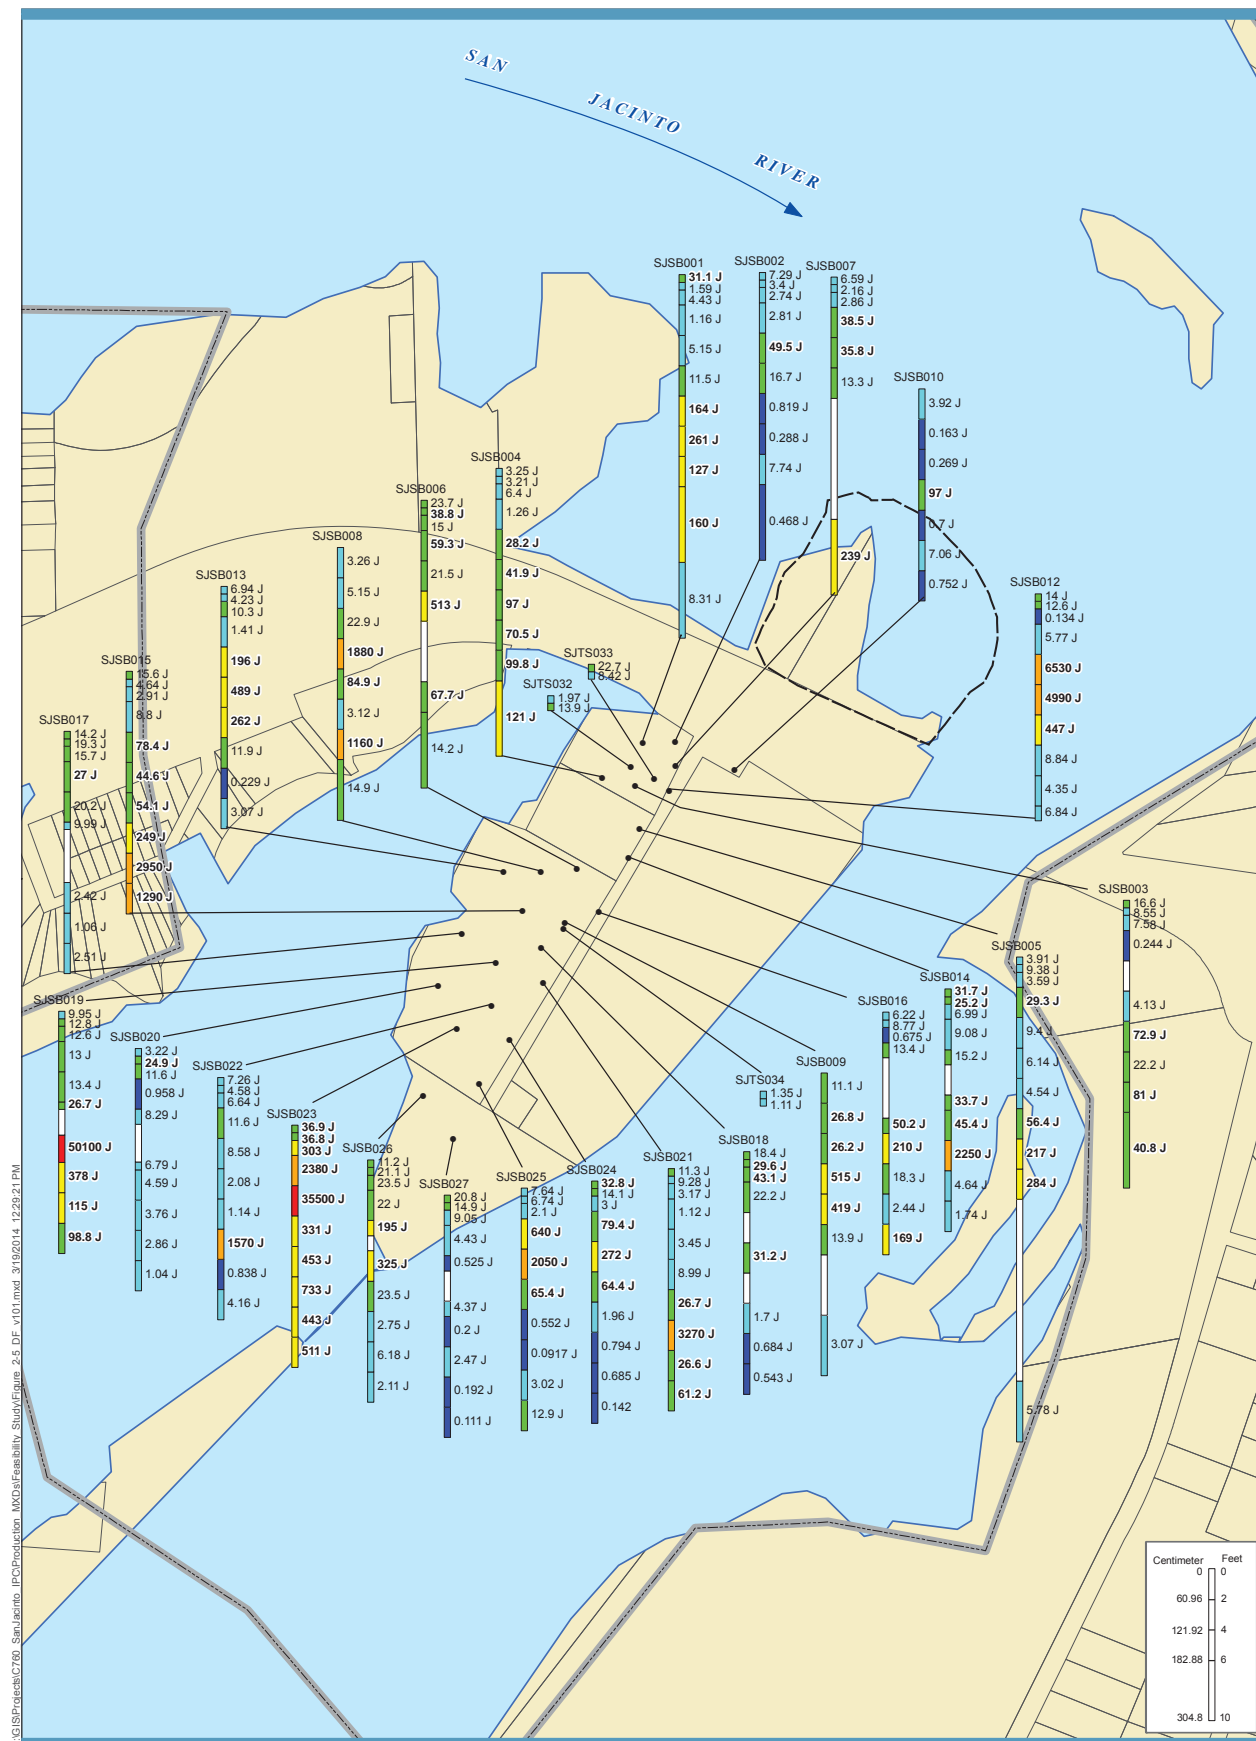 SAN
JACINTO
RIVER
SJSB001
31.1 J
1.59 J
4.43 J
1.16 J
5.15 J
11.5 J
164 J
261 J
127 J
160 J
8.31 J
SJSB002
7.29 J
3.4 J
2.74 J
2.81 J
49.5 J
16.7 J
0.819 J
0.288 J
7.74 J
0.468 J
SJSB007
6.59 J
2.16 J
2.86 J
38.5 J
35.8 J
13.3 J
239 J
SJSB010
3.92 J
0.163 J
0.269 J
97 J
0.7 J
7.06 J
0.752 J
SJSB004
3.25 J
3.21 J
6.4 J
1.26 J
28.2 J
41.9 J
97 J
70.5 J
99.8 J
121 J
SJSB006
23.7 J
38.8 J
15 J
59.3 J
21.5 J
513 J
67.7 J
14.2 J
SJSB008
3.26 J
5.15 J
22.9 J
1880 J
84.9 J
3.12 J
1160 J
14.9 J
SJSB013
6.94 J
4.23 J
10.3 J
1.41 J
196 J
489 J
262 J
11.9 J
0.229 J
3.07 J
SJSB012
14 J
12.6 J
0.134 J
5.77 J
6530 J
4990 J
447 J
8.84 J
4.35 J
6.84 J
SJTS033
22.7 J
8.42 J
SJTS032
1.97 J
13.9 J
SJSB015
15.6 J
4.64 J
2.91 J
8.8 J
78.4 J
44.6 J
54.1 J
249 J
2950 J
1290 J
SJSB017
14.2 J
19.3 J
15.7 J
27 J
20.2 J
9.99 J
2.42 J
1.06 J
2.51 J
SJSB003
16.6 J
8.55 J
7.58 J
0.244 J
4.13 J
72.9 J
22.2 J
81 J
40.8 J
SJSB005
3.91 J
9.38 J
3.59 J
29.3 J
9.4 J
6.14 J
4.54 J
56.4 J
217 J
284 J
5.78 J
SJSB014
31.7 J
25.2 J
6.99 J
9.08 J
15.2 J
33.7 J
45.4 J
2250 J
4.64 J
1.74 J
SJSB016
6.22 J
8.77 J
0.675 J
13.4 J
50.2 J
210 J
18.3 J
2.44 J
169 J
SJSB019
9.95 J
12.8 J
12.6 J
13 J
13.4 J
26.7 J
50100 J
378 J
115 J
98.8 J
SJSB020
3.22 J
24.9 J
11.6 J
0.958 J
8.29 J
6.79 J
4.59 J
3.76 J
2.86 J
1.04 J
SJSB022
7.26 J
4.58 J
6.64 J
11.6 J
8.58 J
2.08 J
1.14 J
1570 J
0.838 J
4.16 J
SJSB023
36.9 J
36.8 J
303 J
2380 J
35500 J
331 J
453 J
733 J
443 J
511 J
SJSB026
11.2 J
21.1 J
23.5 J
22 J
195 J
325 J
23.5 J
2.75 J
6.18 J
2.11 J
SJSB027
20.8 J
14.9 J
9.05 J
4.43 J
0.525 J
4.37 J
0.2 J
2.47 J
0.192 J
0.111 J
SJSB025
7.64 J
6.74 J
2.1 J
640 J
2050 J
65.4 J
0.552 J
0.0917 J
3.02 J
12.9 J
SJSB024
32.8 J
14.1 J
3 J
79.4 J
272 J
64.4 J
1.96 J
0.794 J
0.685 J
0.142
SJSB021
11.3 J
9.28 J
3.17 J
1.12 J
3.45 J
8.99 J
26.7 J
3270 J
26.6 J
61.2 J
SJSB018
18.4 J
29.6 J
43.1 J
22.2 J
31.2 J
1.7 J
0.684 J
0.543 J
SJTS034
1.35 J
1.11 J
SJSB009
11.1 J
26.8 J
26.2 J
515 J
419 J
13.9 J
3.07 J
Centimeter Feet
0 0
60.96 2
121.92 4
182.88 6
304.8 10
:\GIS\Projects\C760_SanJacinto_IPC\Production_MXDs\Feasibility_Study\Figure_2-5_DF_v101.mxd 3/19/2014 12:29:21 PM